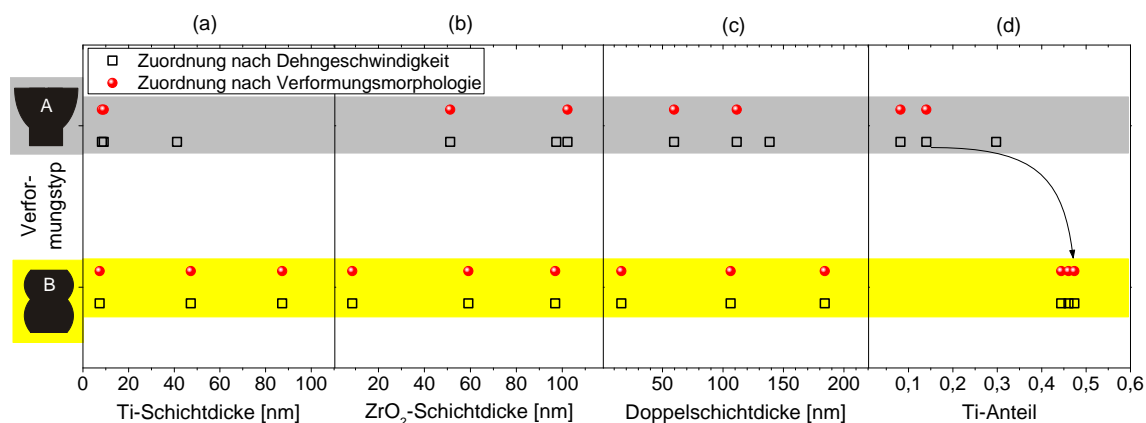 (a) (b) (c) (d)
Zuordnung nach Dehngeschwindigkeit
Zuordnung nach Verformungsmorphologie
A
Verfor-
mungstyp
B
0 20 40 60 80 100 20 40 60 80 100 50 100 150 200 0,1 0,2 0,3 0,4 0,5 0,6
Ti-Schichtdicke [nm] ZrO2-Schichtdicke [nm] Doppelschichtdicke [nm] Ti-Anteil